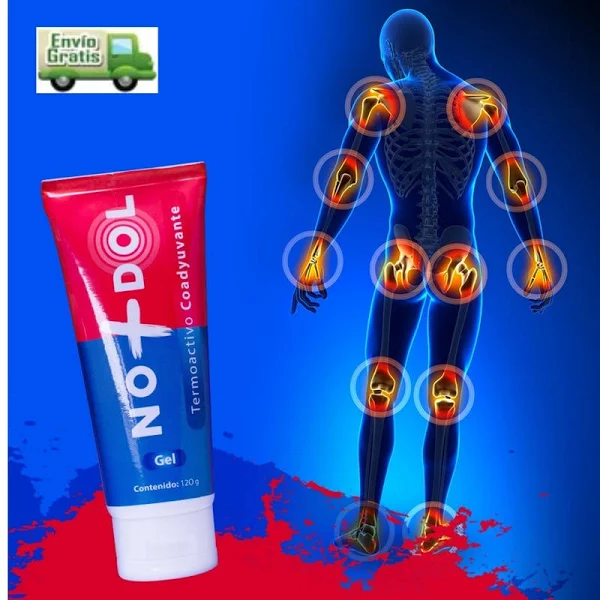 Envío
Gratis
NO+DOL
Termoactivo Coadyuvante
Gel
Contenido: 120 g